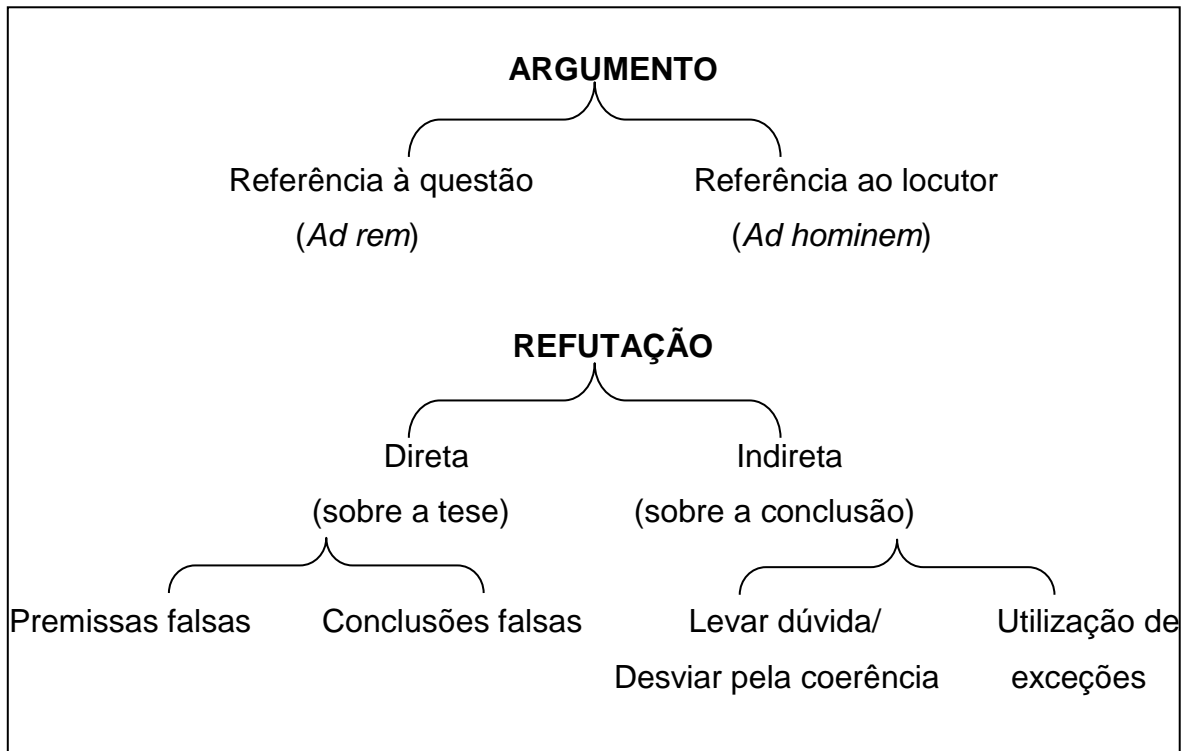 ARGUMENTO
Referência à questão Referência ao locutor
(Ad rem) (Ad hominem)
REFUTAÇÃO
Direta Indireta
(sobre a tese) (sobre a conclusão)
Premissas falsas Conclusões falsas Levar dúvida/ Utilização de
Desviar pela coerência exceções